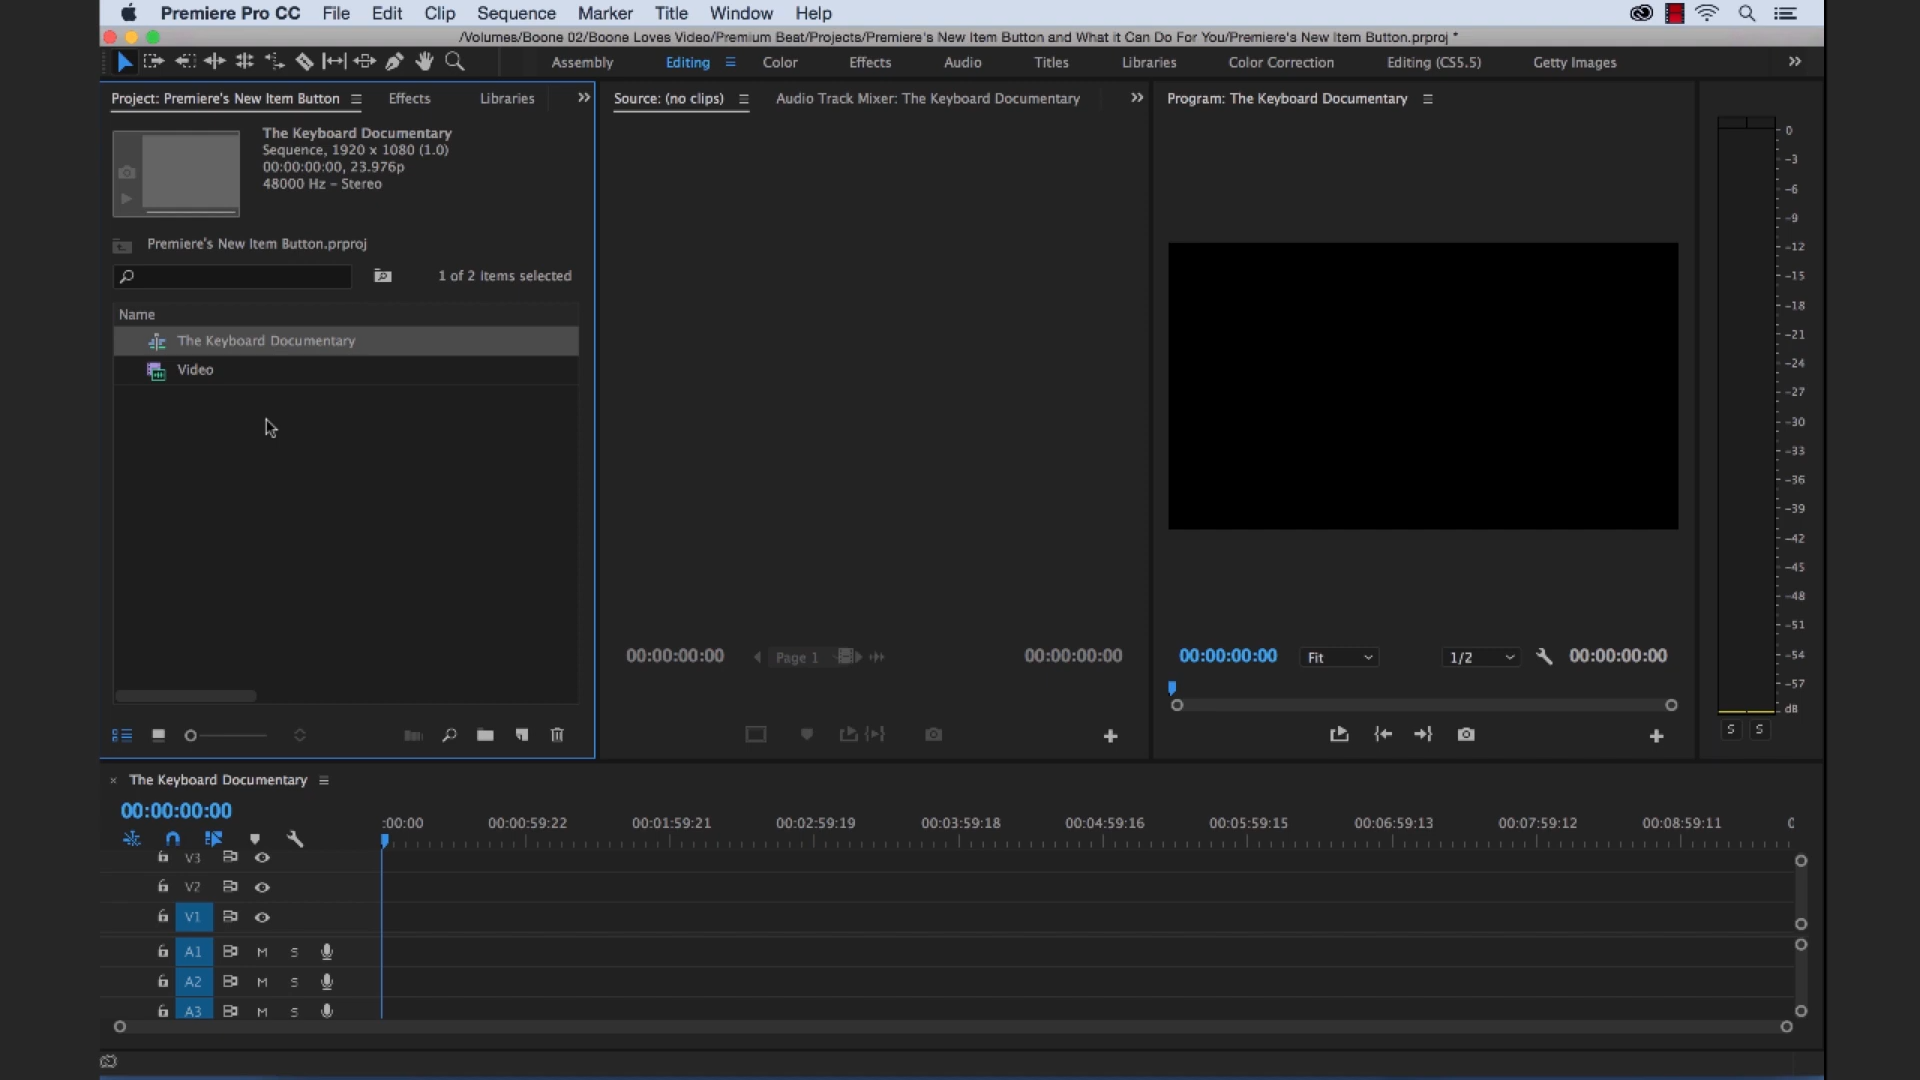 Premiere Pro CC File Edit Clip Sequence Marker Title Window Help
/Volumes/Boone 02/Boone Loves Video/Premium Beat/Projects/Premiere's New Item Button and What it Can Do For You/Premiere's New Item Button.prproj *
Assembly Editing Color Effects Audio Titles Libraries Color Correction Editing (CS5.5) Getty Images
Project: Premiere's New Item Button Effects Libraries
Source: (no clips) Audio Track Mixer: The Keyboard Documentary
Program: The Keyboard Documentary
The Keyboard Documentary
Sequence, 1920 x 1080 (1.0)
00:00:00:00, 23.976p
48000 Hz - Stereo
Premiere's New Item Button.prproj
1 of 2 Items selected
Name
The Keyboard Documentary
Video
00:00:00:00 Page 1 00:00:00:00
00:00:00:00 Fit 1/2 00:00:00:00
0
-3
-6
-9
-12
-15
-18
-21
-24
-27
-30
-33
-36
-39
-42
-45
-48
-51
-54
-57
dB
S S
The Keyboard Documentary
00:00:00:00
:00:00 00:00:59:22 00:01:59:21 00:02:59:19 00:03:59:18 00:04:59:16 00:05:59:15 00:06:59:13 00:07:59:12 00:08:59:11
V3
V2
V1
A1 M S
A2 M S
A3 M S